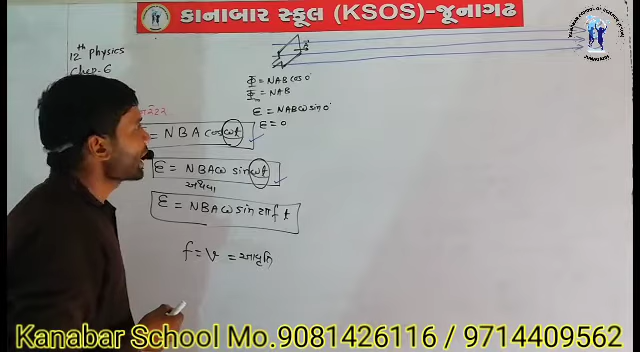 કાનાબાર સ્કૂલ (KSOS)-જૂનાગઢ
12th Physics
Chep-6
Φ = NAB cos 0°
Φ = NAB
ε = NABω sin 0°
ε = 0
= NBA cos ωt
ε = NBAω sin ωt
અથવા
ε = NBAω sin 2πf t
f = ν = આવૃત્તિ
Kanabar School Mo.9081426116 / 9714409562